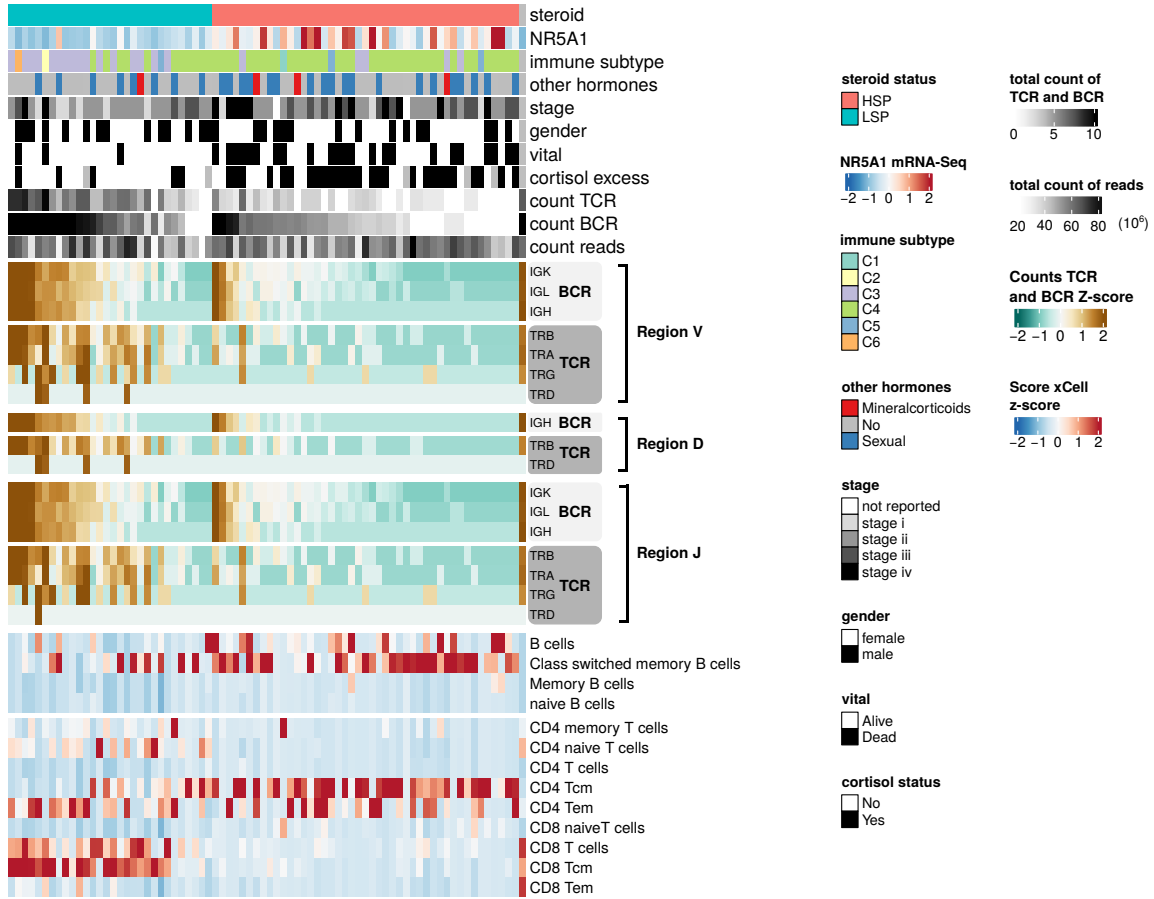 steroid
NR5A1
immune subtype
other hormones
stage
gender
vital
cortisol excess
count TCR
count BCR
count reads
IGK
IGL BCR
IGH
TRB
TRA TCR
TRG
TRD
Region V
IGH BCR
TRB TCR
TRD
Region D
IGK
IGL BCR
IGH
TRB
TRA TCR
TRG
TRD
Region J
B cells
Class switched memory B cells
Memory B cells
naive B cells
CD4 memory T cells
CD4 naive T cells
CD4 T cells
CD4 Tcm
CD4 Tem
CD8 naiveT cells
CD8 T cells
CD8 Tcm
CD8 Tem
steroid status
HSP
LSP
NR5A1 mRNA-Seq
−2 −1 0 1 2
immune subtype
C1
C2
C3
C4
C5
C6
other hormones
Mineralcorticoids
No
Sexual
stage
not reported
stage i
stage ii
stage iii
stage iv
gender
female
male
vital
Alive
Dead
cortisol status
No
Yes
total count of
TCR and BCR
0 5 10
total count of reads
20 40 60 80 (10⁶)
Counts TCR
and BCR Z-score
−2 −1 0 1 2
Score xCell
z-score
−2 −1 0 1 2